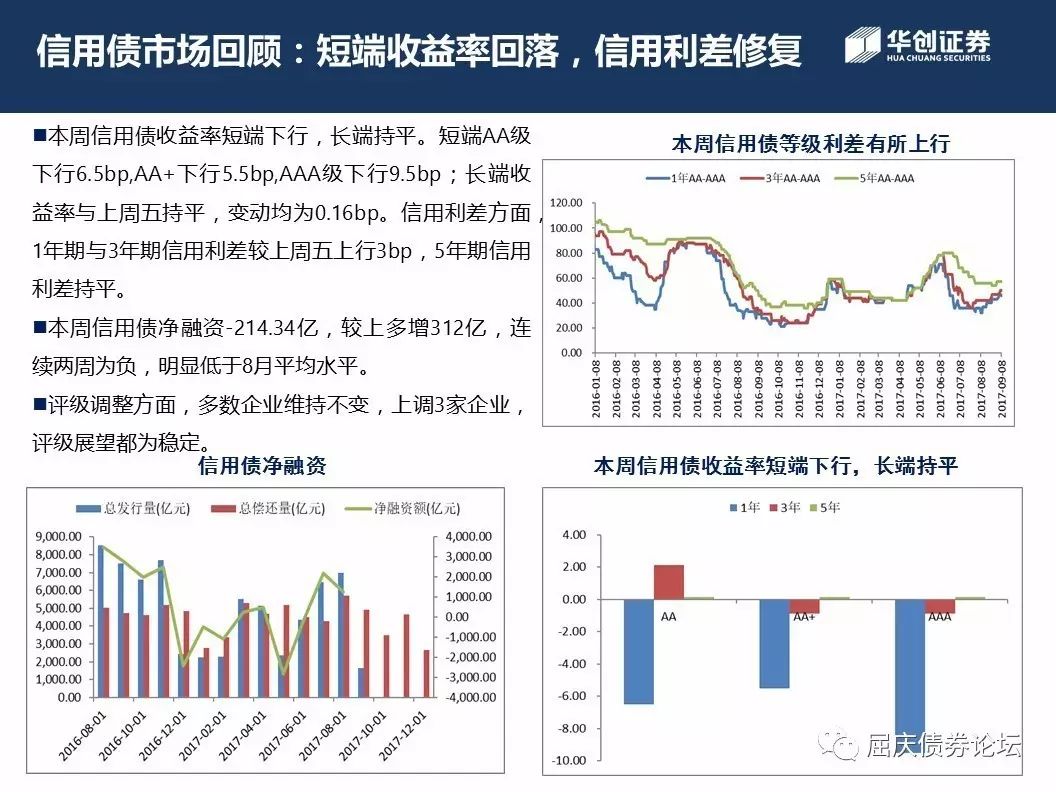 信用债市场回顾：短端收益率回落，信用利差修复
华创证券
HUA CHUANG SECURITIES
■本周信用债收益率短端下行，长端持平。短端AA级
下行6.5bp,AA+下行5.5bp,AAA级下行9.5bp；长端收
益率与上周五持平，变动均为0.16bp。信用利差方面，
1年期与3年期信用利差较上周五上行3bp，5年期信用
利差持平。
■本周信用债净融资-214.34亿，较上多增312亿，连
续两周为负，明显低于8月平均水平。
■评级调整方面，多数企业维持不变，上调3家企业，
评级展望都为稳定。
本周信用债等级利差有所上行
1年AA-AAA 3年AA-AAA 5年AA-AAA
120.00
100.00
80.00
60.00
40.00
20.00
0.00
2016-01-08
2016-02-08
2016-03-08
2016-04-08
2016-05-08
2016-06-08
2016-07-08
2016-08-08
2016-09-08
2016-10-08
2016-11-08
2016-12-08
2017-01-08
2017-02-08
2017-03-08
2017-04-08
2017-05-08
2017-06-08
2017-07-08
2017-08-08
2017-09-08
信用债净融资
总发行量(亿元) 总偿还量(亿元) 净融资额(亿元)
9,000.00
8,000.00
7,000.00
6,000.00
5,000.00
4,000.00
3,000.00
2,000.00
1,000.00
0.00
4,000.00
3,000.00
2,000.00
1,000.00
0.00
-1,000.00
-2,000.00
-3,000.00
-4,000.00
2016-08-01
2016-10-01
2016-12-01
2017-02-01
2017-04-01
2017-06-01
2017-08-01
2017-10-01
2017-12-01
本周信用债收益率短端下行，长端持平
1年 3年 5年
4.00
2.00
0.00
-2.00
-4.00
-6.00
-8.00
-10.00
AA
AA+
AAA
屈庆债券论坛